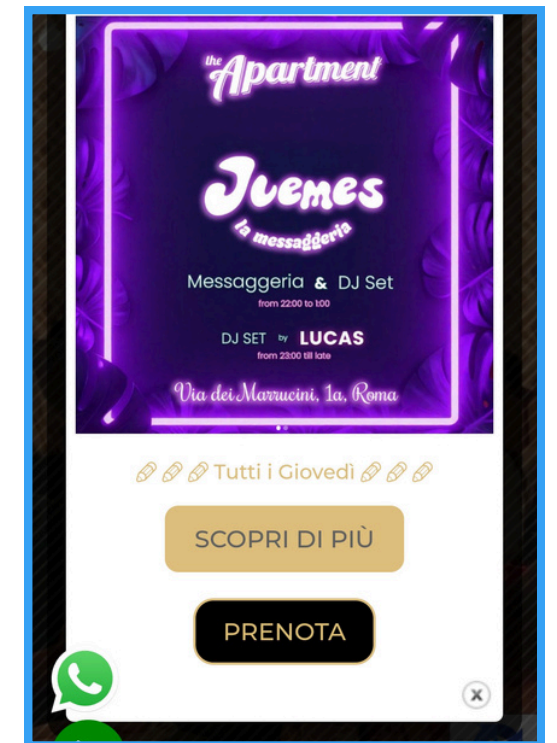 the Apartment
Juemes
la messaggeria
Messaggeria & DJ Set
from 22:00 to 1:00
DJ SET by LUCAS
from 23:00 till late
Via dei Marrucini, 1a, Roma
Tutti i Giovedì
SCOPRI DI PIÙ
PRENOTA
x